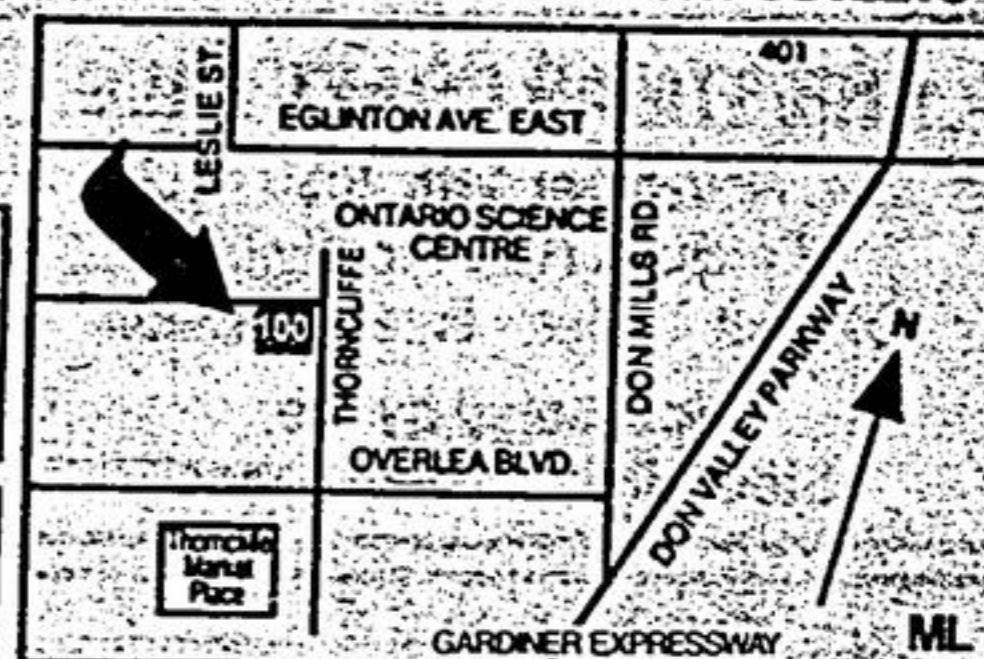 401
LESLIE ST.
EGLINTON AVE. EAST
ONTARIO SCIENCE
CENTRE
THORNCLIFFE
DON MILLS RD.
100
DON VALLEY PARKWAY
N
OVERLEA BLVD.
Market
Place
GARDINER EXPRESSWAY
ML